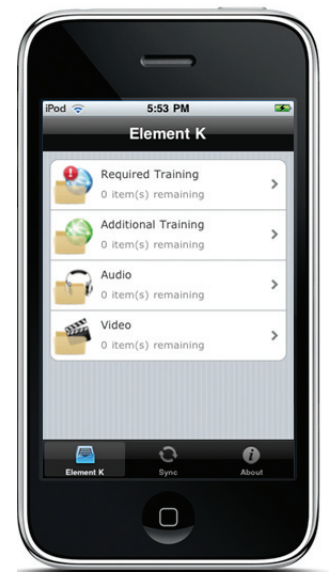 iPod 5:53 PM
Element K
Required Training
0 item(s) remaining
Additional Training
0 item(s) remaining
Audio
0 item(s) remaining
Video
0 item(s) remaining
Element K Sync About